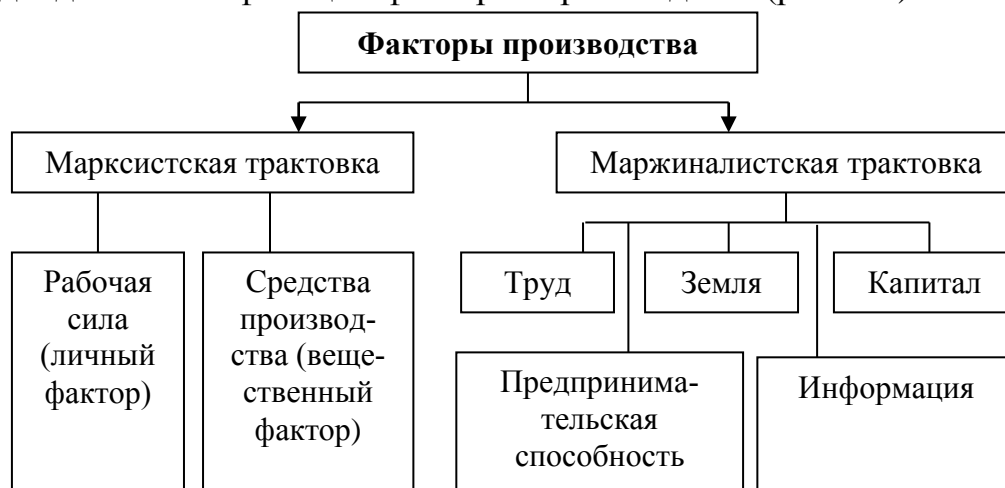 Факторы производства
Марксистская трактовка
Маржиналистская трактовка
Рабочая
сила
(личный
фактор)
Средства
производ-
ства (веще-
ственный
фактор)
Труд
Земля
Капитал
Предпринима-
тельская
способность
Информация